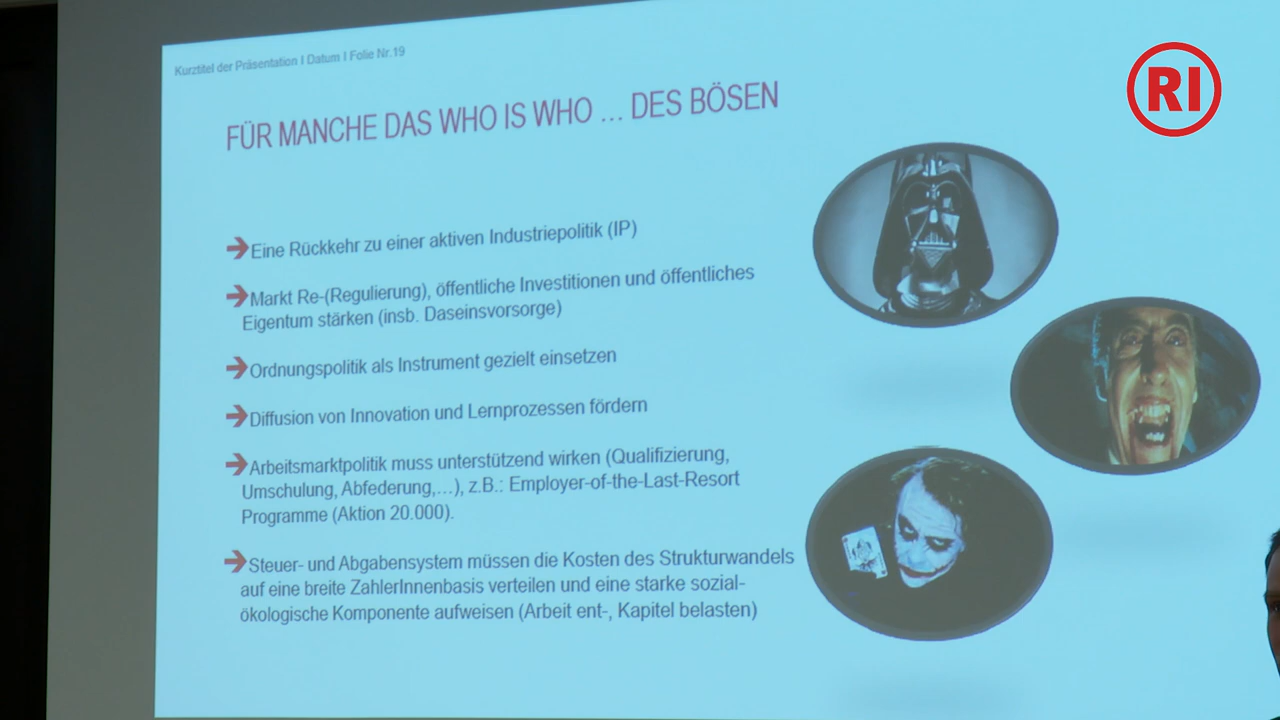 Kurztitel der Präsentation I Datum I Folie Nr.19
RI
FÜR MANCHE DAS WHO IS WHO … DES BÖSEN
Eine Rückkehr zu einer aktiven Industriepolitik (IP)
Markt Re-(Regulierung), öffentliche Investitionen und öffentliches
Eigentum stärken (insb. Daseinsvorsorge)
Ordnungspolitik als Instrument gezielt einsetzen
Diffusion von Innovation und Lernprozessen fördern
Arbeitsmarktpolitik muss unterstützend wirken (Qualifizierung,
Umschulung, Abfederung,…), z.B.: Employer-of-the-Last-Resort
Programme (Aktion 20.000).
Steuer- und Abgabensystem müssen die Kosten des Strukturwandels
auf eine breite ZahlerInnenbasis verteilen und eine starke sozial-
ökologische Komponente aufweisen (Arbeit ent-, Kapitel belasten)